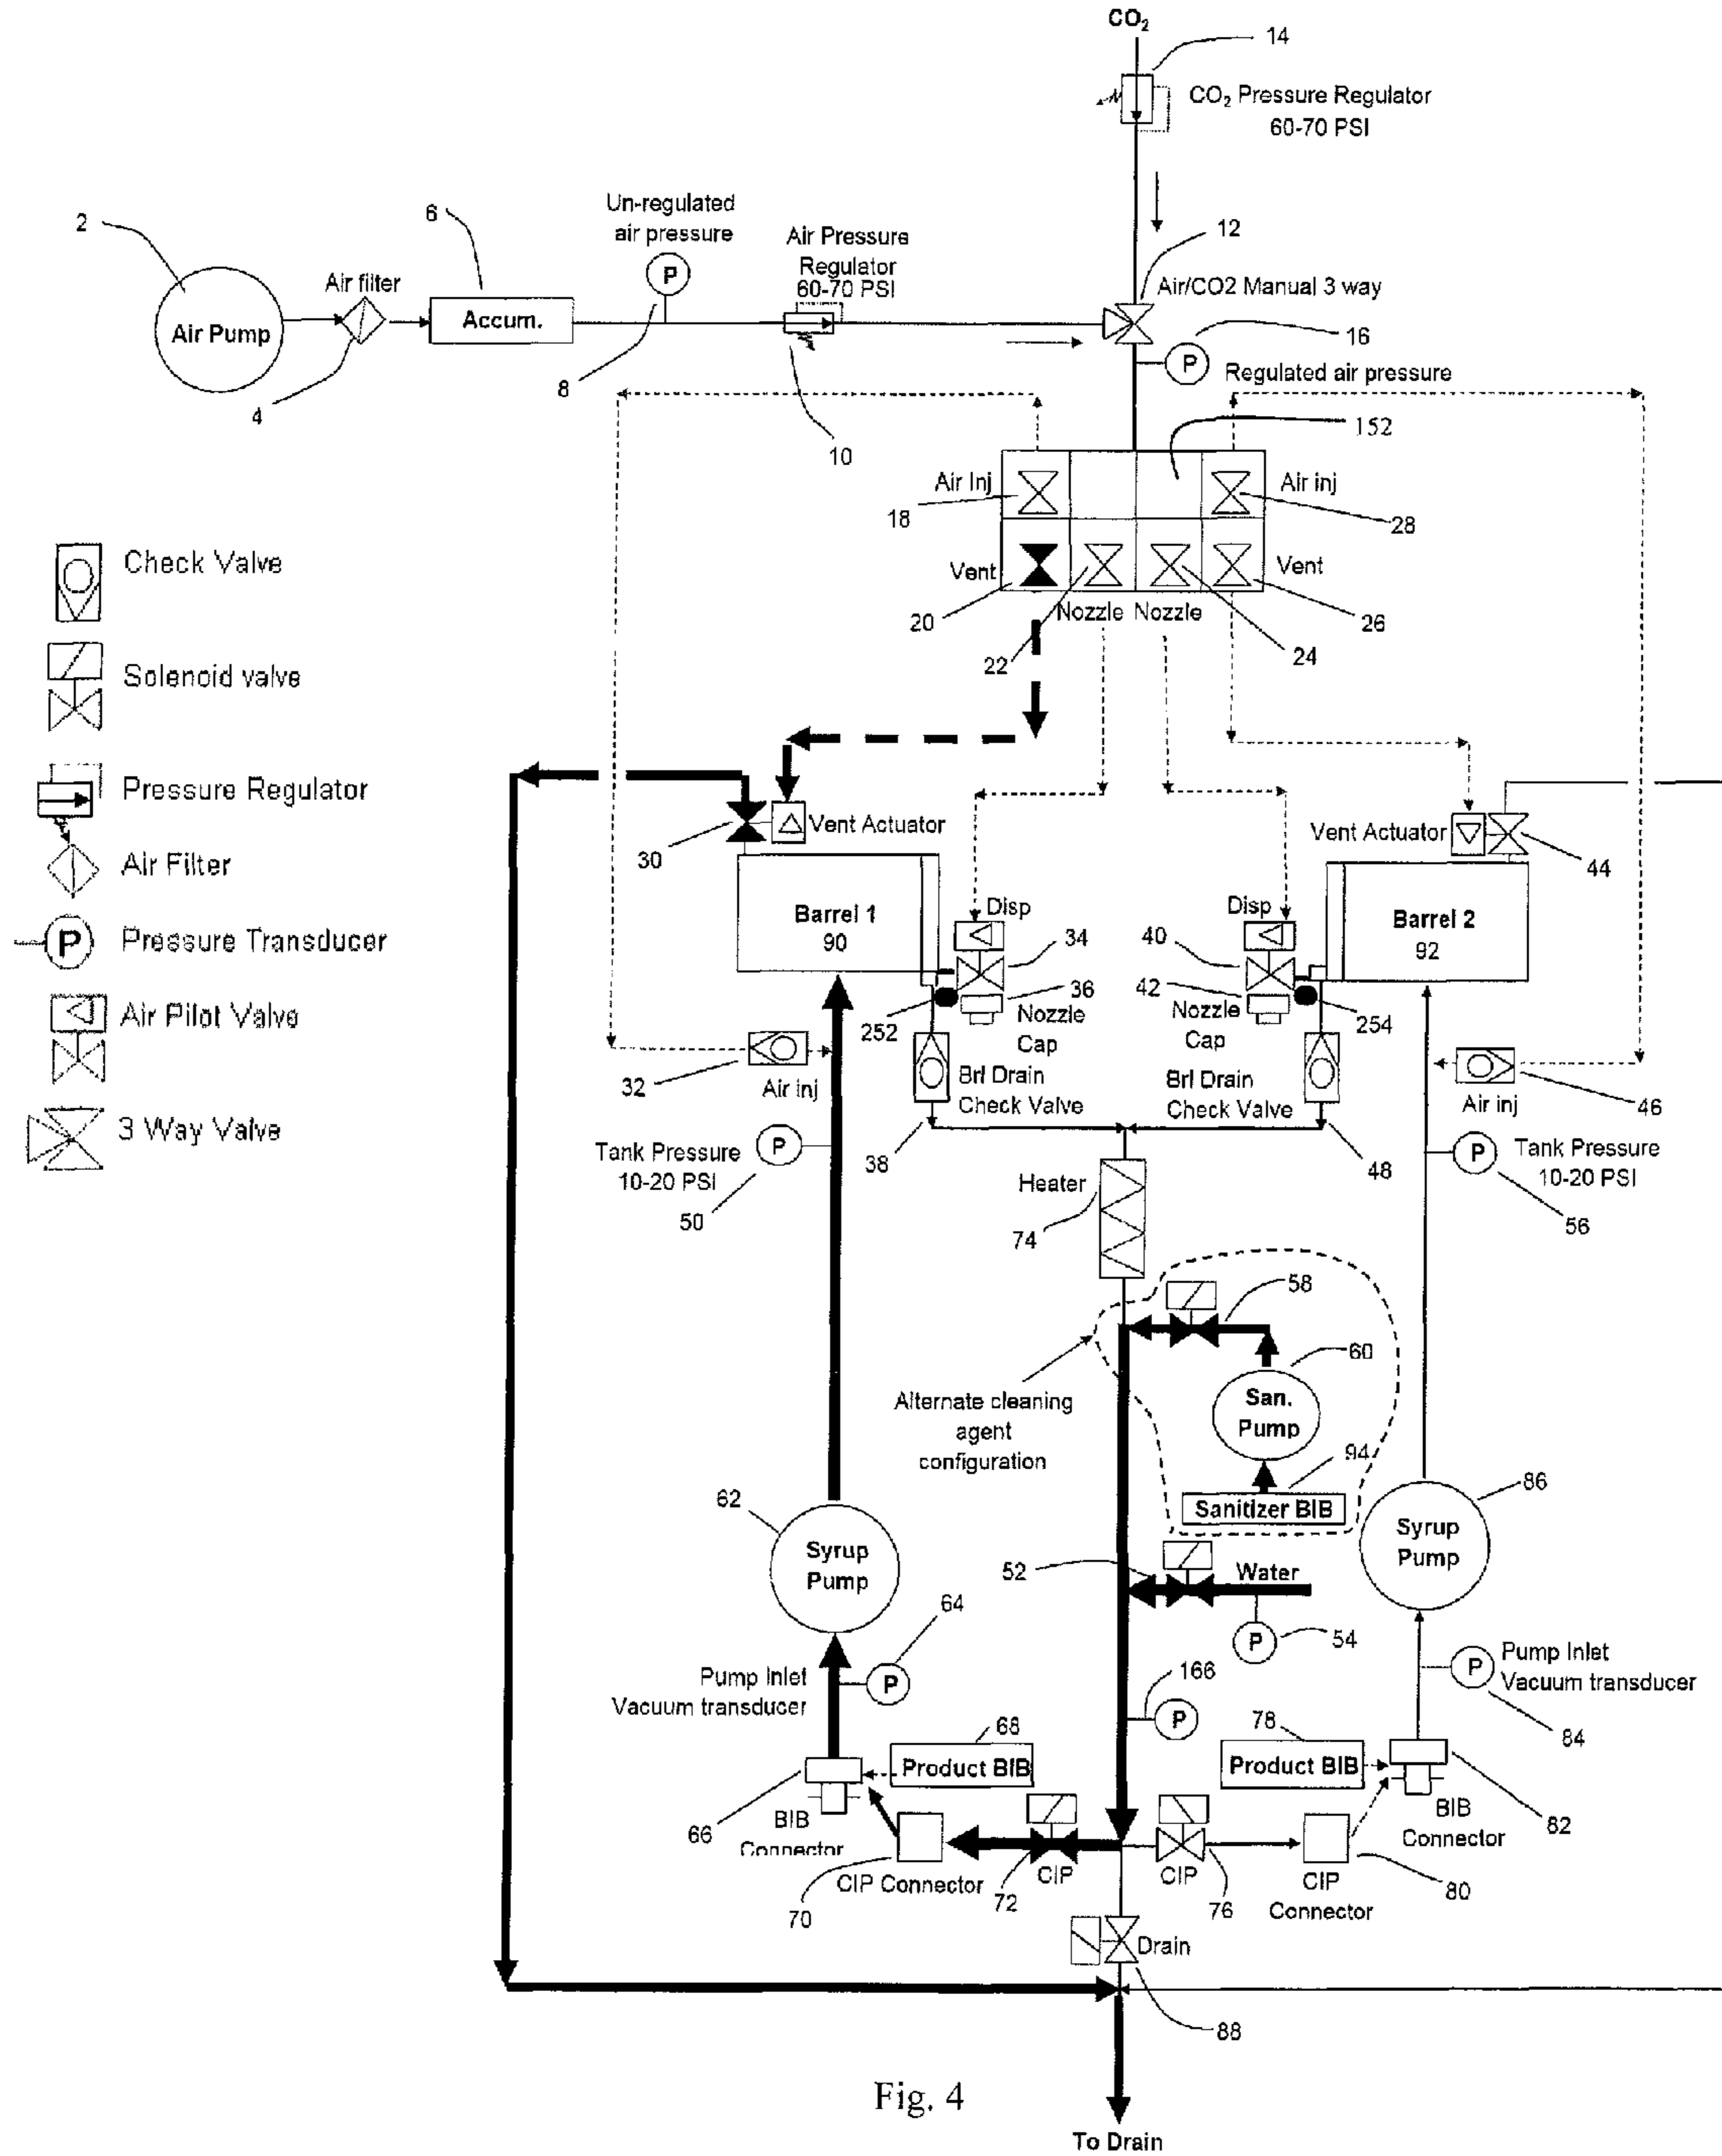 CO2
14
CO2 Pressure Regulator
60-70 PSI
2
6
Un-regulated
air pressure
Air Pressure
Regulator
60-70 PSI
12
Air filter
Air/CO2 Manual 3 way
P
Accum.
Air Pump
16
P
8
4
10
Regulated air pressure
152
Air Inj
Air inj
18
28
Check Valve
Vent
Vent
20
Nozzle Nozzle
26
22
24
Solenoid valve
Pressure Regulator
30
Vent Actuator
Vent Actuator
44
Air Filter
Barrel 1
90
Disp
Disp
Barrel 2
92
34
40
P
Pressure Transducer
36
42
252
Nozzle
Cap
Nozzle
Cap
254
Air Pilot Valve
32
Air Inj
Brl Drain
Check Valve
Brl Drain
Check Valve
Air inj
46
3 Way Valve
Tank Pressure
10-20 PSI
P
38
48
P
Tank Pressure
10-20 PSI
50
Heater
74
56
58
60
Alternate cleaning
agent
configuration
San.
Pump
94
Sanitizer BIB
62
86
Syrup
Pump
Syrup
Pump
52
Water
64
P
54
Pump Inlet
Vacuum transducer
P
166
P
P
Pump Inlet
Vacuum transducer
68
78
84
Product BIB
Product BIB
66
BIB
Connector
BIB
Connector
82
70
CIP Connector
72
CIP
CIP
76
CIP
Connector
80
Drain
88
Fig. 4
To Drain